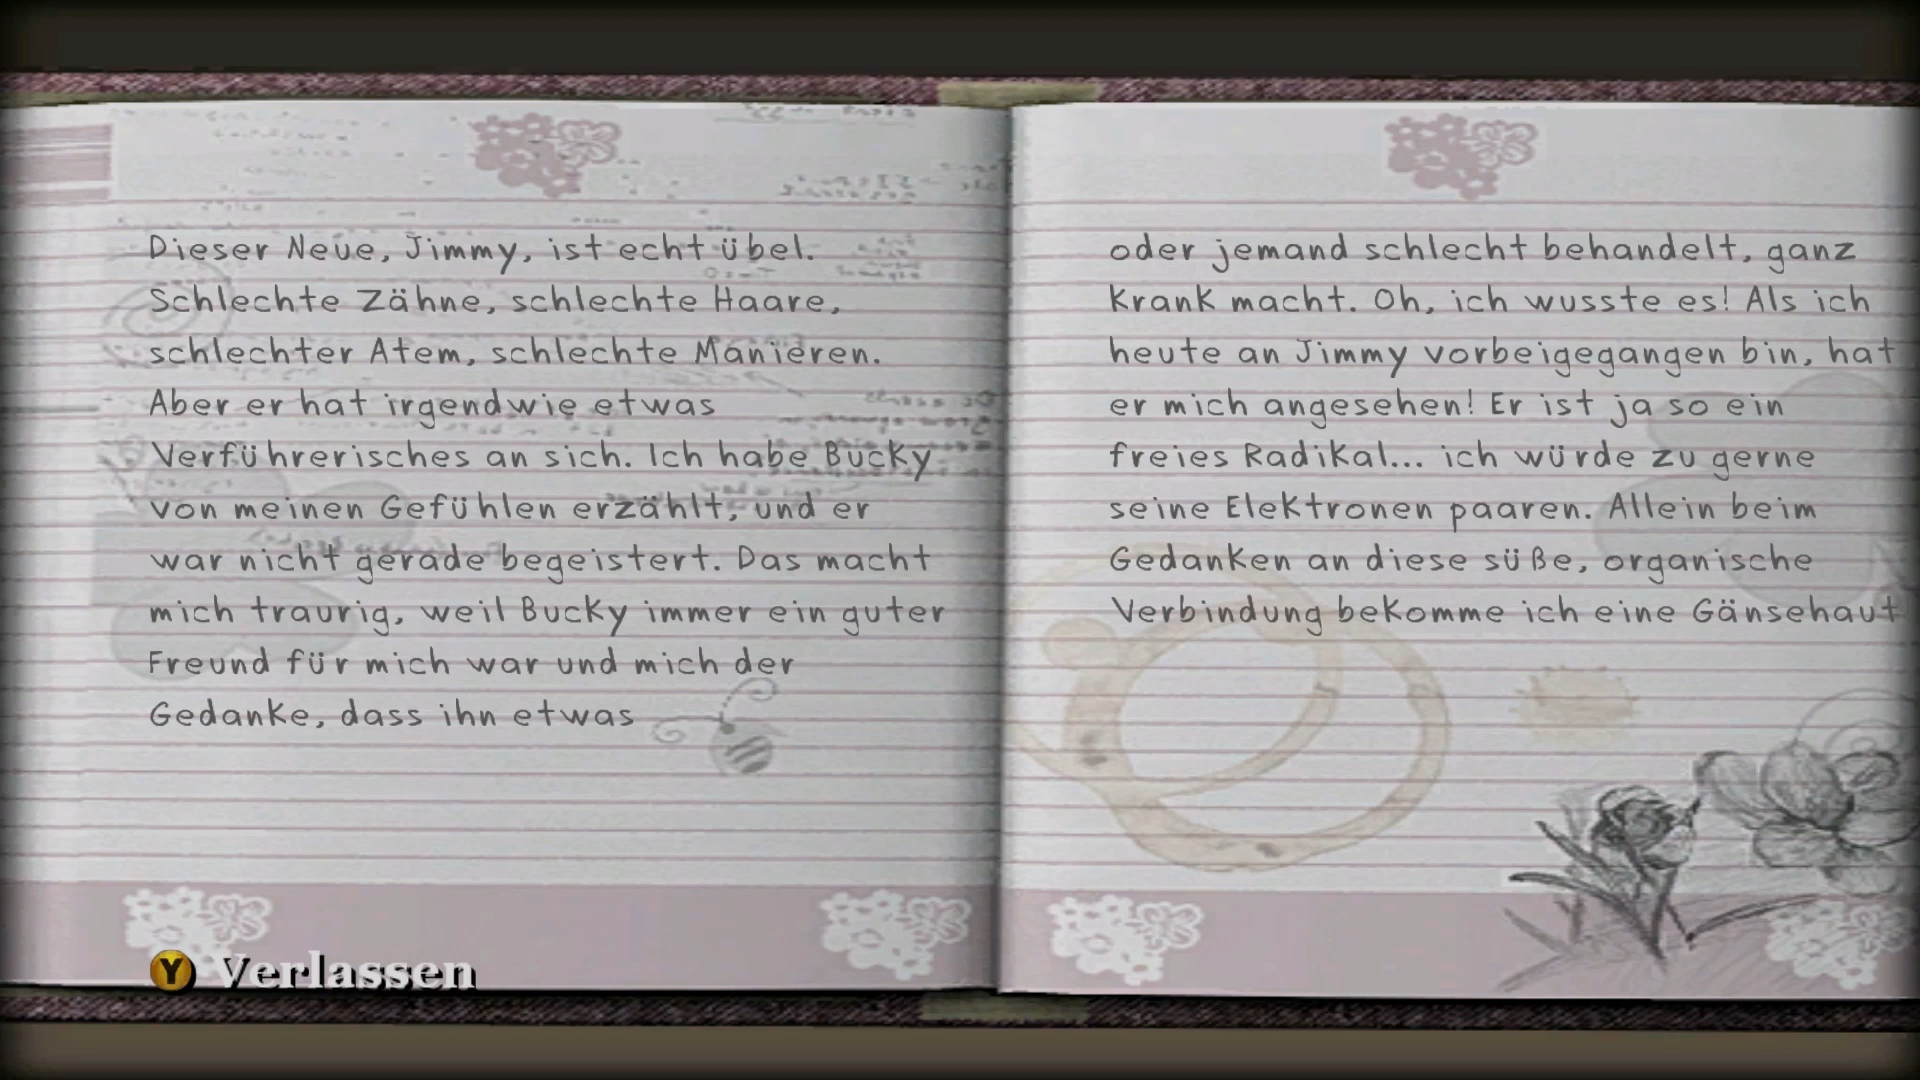 Dieser Neue, Jimmy, ist echt übel.
Schlechte Zähne, schlechte Haare,
schlechter Atem, schlechte Manieren.
Aber er hat irgendwie etwas
Verführerisches an sich. Ich habe Bucky
von meinen Gefühlen erzählt, und er
war nicht gerade begeistert. Das macht
mich traurig, weil Bucky immer ein guter
Freund für mich war und mich der
Gedanke, dass ihn etwas
oder jemand schlecht behandelt, ganz
krank macht. Oh, ich wusste es! Als ich
heute an Jimmy vorbeigegangen bin, hat
er mich angesehen! Er ist ja so ein
freies Radikal... ich würde zu gerne
seine Elektronen paaren. Allein beim
Gedanken an diese süße, organische
Verbindung bekomme ich eine Gänsehaut
Y Verlassen